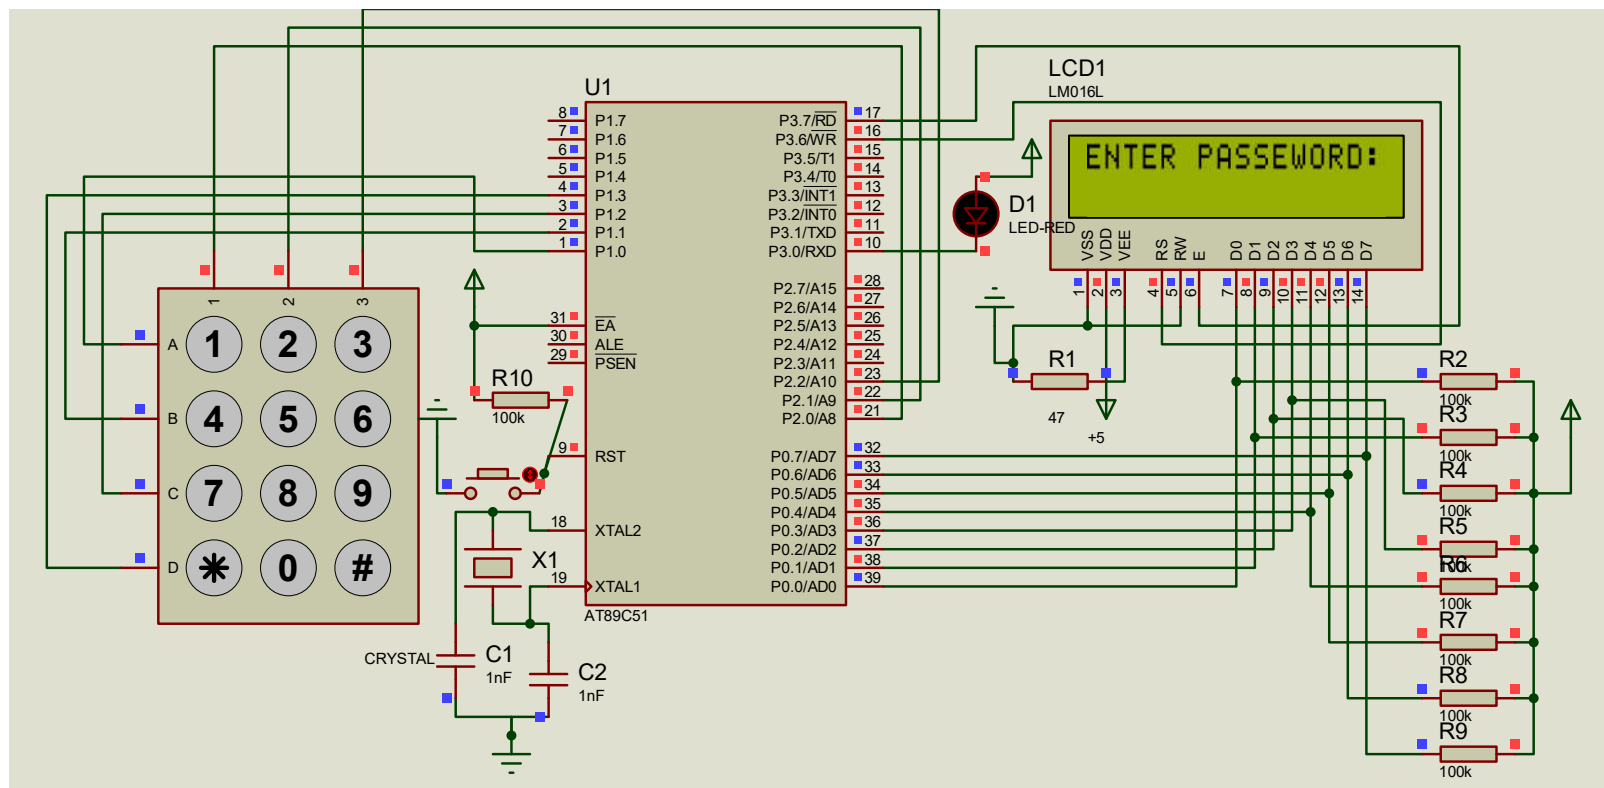 U1
LCD1
LM016L
ENTER PASSEWORD:
VSS
VDD
VEE
RS
RW
E
D0
D1
D2
D3
D4
D5
D6
D7
1
2
3
4
5
6
7
8
9
10
11
12
13
14
8 P1.7
7 P1.6
6 P1.5
5 P1.4
4 P1.3
3 P1.2
2 P1.1
1 P1.0
31 EA
30 ALE
29 PSEN
9 RST
18 XTAL2
19 XTAL1
P3.7/RD 17
P3.6/WR 16
P3.5/T1 15
P3.4/T0 14
P3.3/INT1 13
P3.2/INT0 12
P3.1/TXD 11
P3.0/RXD 10
P2.7/A15 28
P2.6/A14 27
P2.5/A13 26
P2.4/A12 25
P2.3/A11 24
P2.2/A10 23
P2.1/A9 22
P2.0/A8 21
P0.7/AD7 32
P0.6/AD6 33
P0.5/AD5 34
P0.4/AD4 35
P0.3/AD3 36
P0.2/AD2 37
P0.1/AD1 38
P0.0/AD0 39
AT89C51
D1
LED-RED
1 2 3
A 1 2 3
B 4 5 6
C 7 8 9
D * 0 #
R10
100k
X1
CRYSTAL
C1
1nF
C2
1nF
R1
47
+5
R2
100k
R3
100k
R4
100k
R5
100k
R6
100k
R7
100k
R8
100k
R9
100k